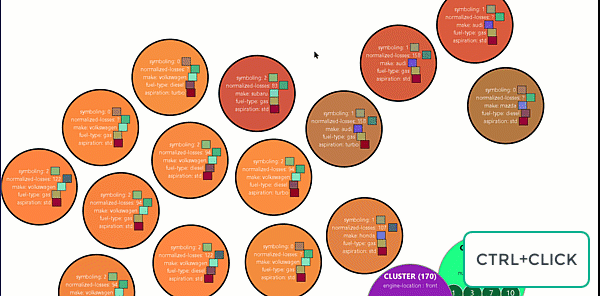 symboling: 1
normalized-losses: ?
make: audi
fuel-type: gas
aspiration: std
symboling: 1
normalized-losses: 158
make: audi
fuel-type: gas
aspiration: std
symboling: 0
normalized-losses: ?
make: volkswagen
fuel-type: diesel
aspiration: turbo
symboling: 2
normalized-losses: 83
make: subaru
fuel-type: gas
aspiration: std
symboling: 0
normalized-losses: ?
make: mazda
fuel-type: gas
aspiration: std
symboling: 0
normalized-losses: ?
make: volkswagen
fuel-type: gas
aspiration: std
symboling: 1
normalized-losses: 158
make: audi
fuel-type: gas
aspiration: turbo
symboling: 2
normalized-losses: 94
make: volkswagen
fuel-type: diesel
aspiration: std
symboling: 2
normalized-losses: 122
make: volkswagen
fuel-type: gas
aspiration: std
symboling: 2
normalized-losses: 94
make: volkswagen
fuel-type: diesel
aspiration: turbo
symboling: 3
normalized-losses:
make: volkswagen
fuel-type: gas
aspiration: std
symboling: 1
normalized-losses: 107
make: honda
fuel-type: gas
aspiration: std
symboling: 2
normalized-losses: 122
make: volkswagen
fuel-type: diesel
aspiration: std
symboling: 2
normalized-losses: 94
make: volkswagen
fuel-type: gas
aspiration: std
symboling: 2
normalized-losses: 94
make: volkswagen
CLUSTER (170)
engine-location : front
1 3 7 10
CTRL+CLICK